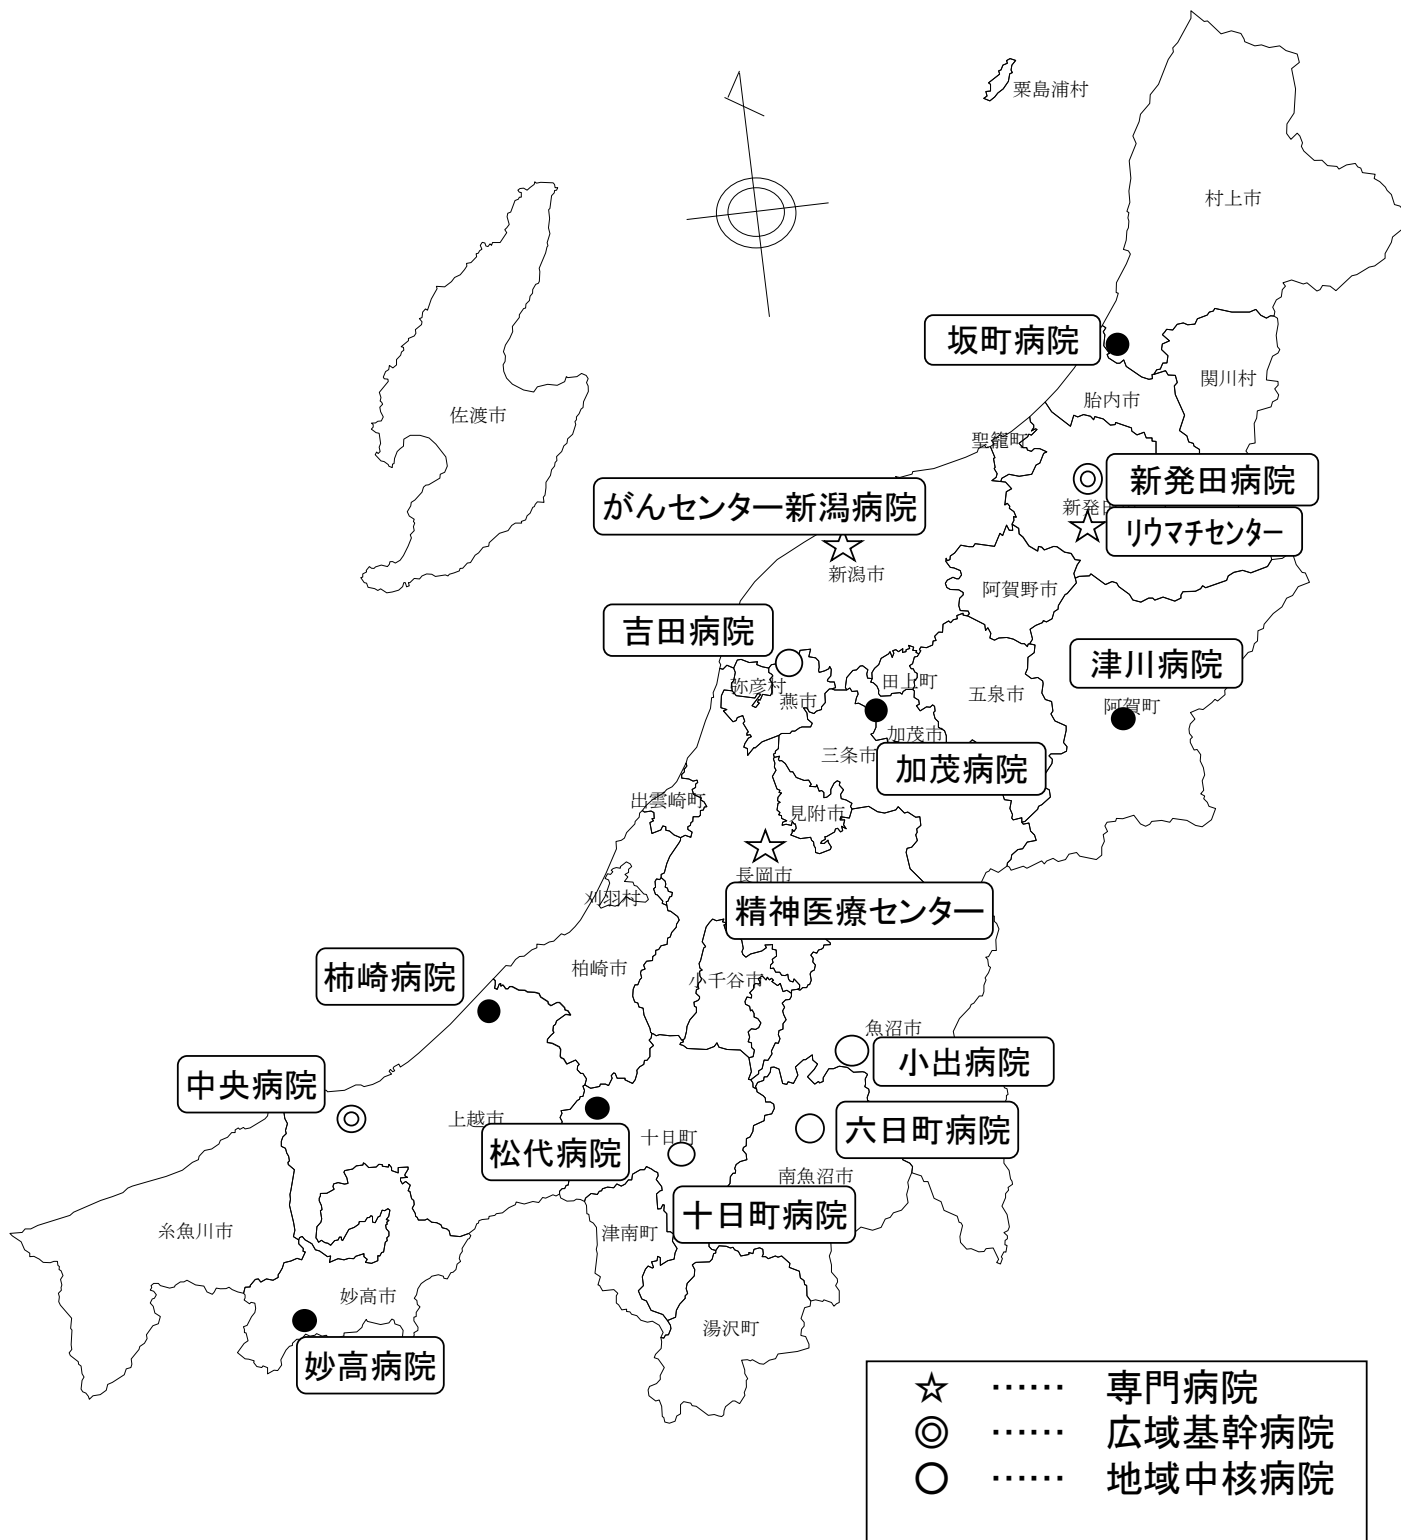 粟島浦村
村上市
坂町病院
関川村
胎内市
佐渡市
聖籠町
新発田病院
がんセンター新潟病院
新発田
リウマチセンター
新潟市
阿賀野市
吉田病院
津川病院
弥彦村
田上町
五泉市
燕市
阿賀町
加茂市
三条市
加茂病院
出雲崎町
見附市
長岡市
刈羽村
精神医療センター
柿崎病院
柏崎市
小千谷市
魚沼市
小出病院
中央病院
上越市
六日町病院
松代病院
十日町
南魚沼市
十日町病院
糸魚川市
津南町
妙高市
湯沢町
妙高病院
☆ …… 専門病院
◎ …… 広域基幹病院
○ …… 地域中核病院